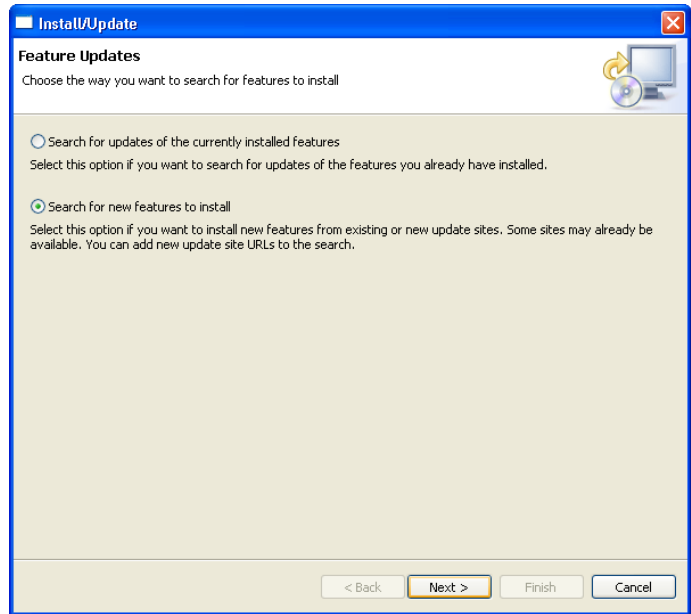 Install/Update
Feature Updates
Choose the way you want to search for features to install
Search for updates of the currently installed features
Select this option if you want to search for updates of the features you already have installed.
Search for new features to install
Select this option if you want to install new features from existing or new update sites. Some sites may already be
available. You can add new update site URLs to the search.
< Back Next > Finish Cancel